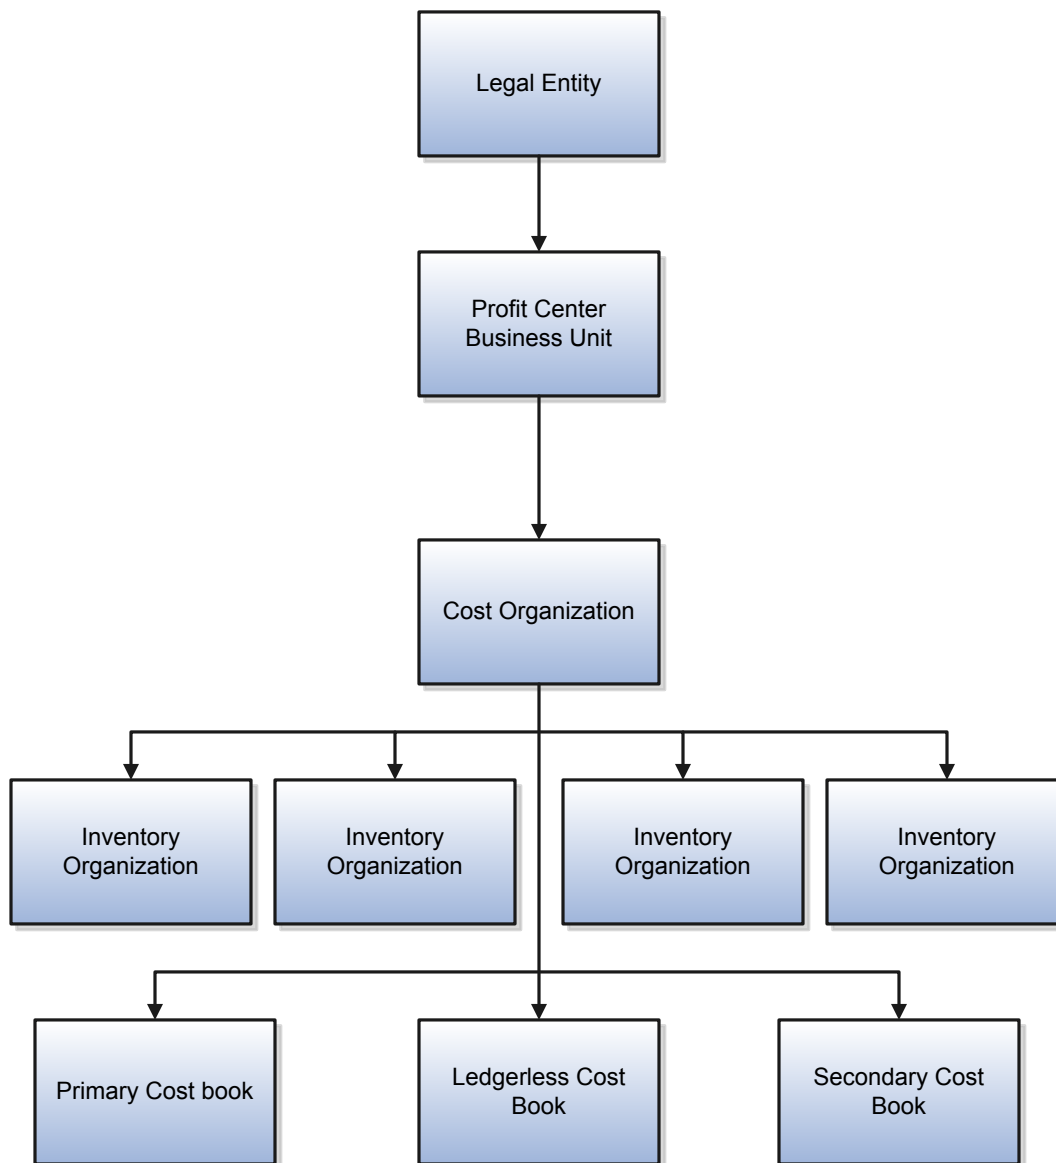 Legal Entity
Profit Center
Business Unit
Cost Organization
Inventory
Organization
Inventory
Organization
Inventory
Organization
Inventory
Organization
Primary Cost book
Ledgerless Cost
Book
Secondary Cost
Book